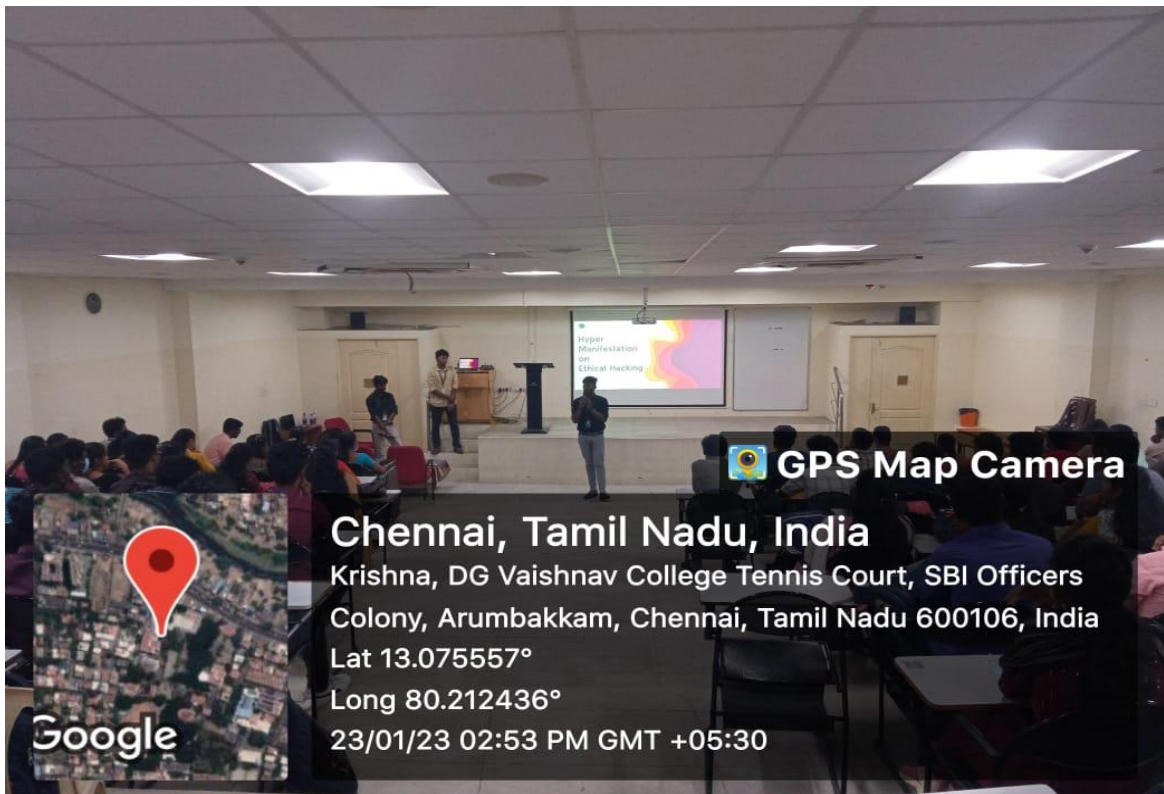 Hyper
Manifestation
on
Ethical Hacking
GPS Map Camera
Chennai, Tamil Nadu, India
Krishna, DG Vaishnav College Tennis Court, SBI Officers
Colony, Arumbakkam, Chennai, Tamil Nadu 600106, India
Lat 13.075557°
Long 80.212436°
23/01/23 02:53 PM GMT +05:30
Google